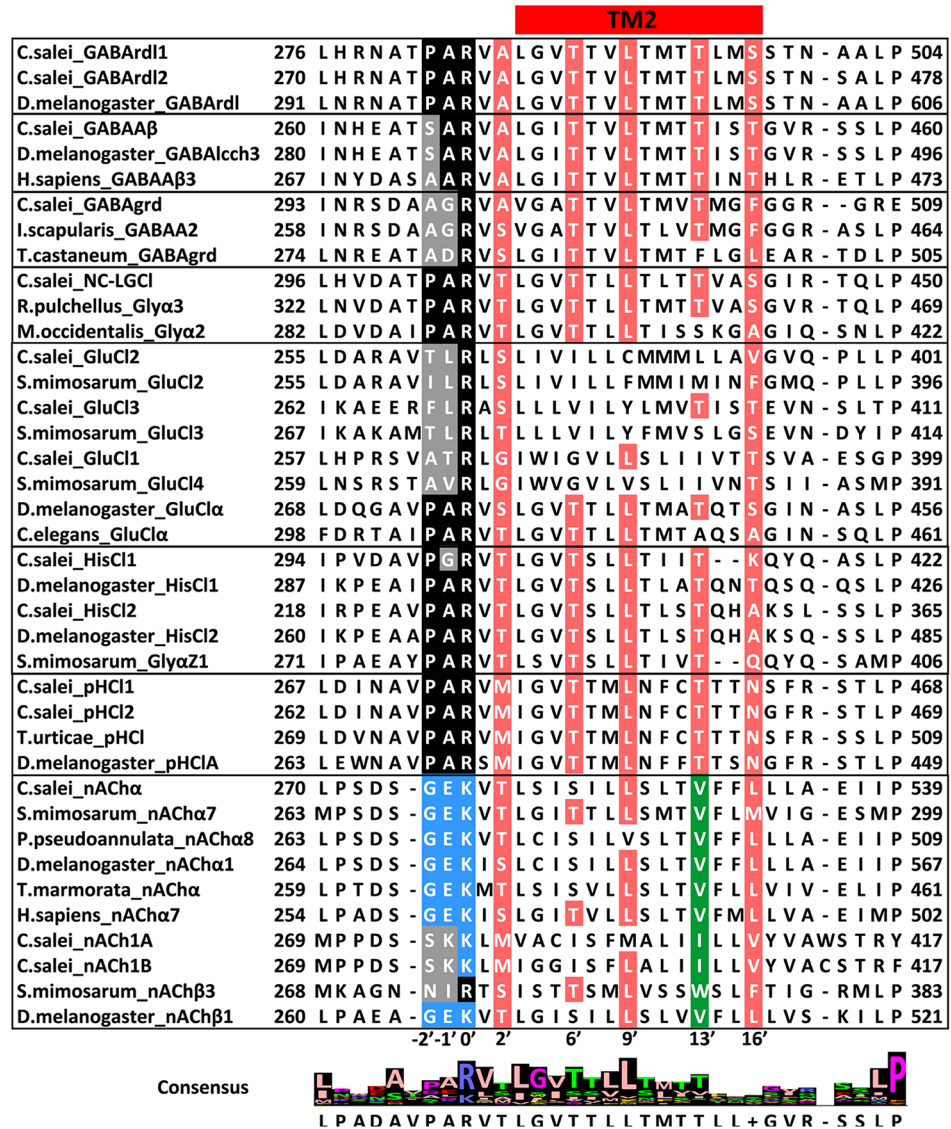 TM2
C.salei_GABArdl1 276 L H R N A T P A R V A L G V T T V L T M T T L M S S T N - A A L P 504
C.salei_GABArdl2 270 L H R N A T P A R V A L G V T T V L T M T T L M S S T N - S A L P 478
D.melanogaster_GABArdl 291 L N R N A T P A R V A L G V T T V L T M T T L M S S T N - A A L P 606
C.salei_GABAAβ 260 I N H E A T S A R V A L G I T T V L T M T T I S T G V R - S S L P 460
D.melanogaster_GABAlcch3 280 I N H E A T S A R V A L G I T T V L T M T T I S T G V R - S S L P 496
H.sapiens_GABAAβ3 267 I N Y D A S A A R V A L G I T T V L T M T T I N T H L R - E T L P 473
C.salei_GABAgrd 293 I N R S D A A G R V A V G A T T V L T M V T M G F G G R - - G R E 509
I.scapularis_GABAA2 258 I N R S D A A G R V S V G A T T V L T L V T M G F G G R - A S L P 464
T.castaneum_GABAgrd 274 L N R E A T A D R V S L G I T T V L T M T F L G L E A R - T D L P 505
C.salei_NC-LGCl 296 L H V D A T P A R V T L G V T T L L T L T T V A S G I R - T Q L P 450
R.pulchellus_Glyα3 322 L N V D A T P A R V T L G V T T L L T M T T V A S G V R - T Q L P 469
M.occidentalis_Glyα2 282 L D V D A I P A R V T L G V T T L L T I S S K G A G I Q - S N L P 422
C.salei_GluCl2 255 L D A R A V T L R L S L I V I L L C M M M L L A V G V Q - P L L P 401
S.mimosarum_GluCl2 255 L D A R A V I L R L S L I V I L L F M M I M I N F G M Q - P L L P 396
C.salei_GluCl3 262 I K A E E R F L R A S L L L V I L Y L M V T I S T E V N - S L T P 411
S.mimosarum_GluCl3 267 I K A K A M T L R L T L L L V I L Y F M V S L G S E V N - D Y I P 414
C.salei_GluCl1 257 L H P R S V A T R L G I W I G V L L S L I I V T T S V A - E S G P 399
S.mimosarum_GluCl4 259 L N S R S T A V R L G I W V G V L V S L I I V N T S I I - A S M P 391
D.melanogaster_GluClα 268 L D Q G A V P A R V S L G V T T L L T M A T Q T S G I N - A S L P 456
C.elegans_GluClα 298 F D R T A I P A R V T L G V T T L L T M T A Q S A G I N - S Q L P 461
C.salei_HisCl1 294 I P V D A V P G R V T L G V T S L L T I I T - - K Q Y Q - A S L P 422
D.melanogaster_HisCl1 287 I K P E A I P A R V T L G V T S L L T L A T Q N T Q S Q - Q S L P 426
C.salei_HisCl2 218 I R P E A V P A R V T L G V T S L L T L S T Q H A K S L - S S L P 365
D.melanogaster_HisCl2 260 I K P E A A P A R V T L G V T S L L T L S T Q H A K S Q - S S L P 485
S.mimosarum_GlyαZ1 271 I P A E A Y P A R V T L S V T S L L T I V T - - Q Q Y Q - S A M P 406
C.salei_pHCl1 267 L D I N A V P A R V M I G V T T M L N F C T T T N S F R - S T L P 468
C.salei_pHCl2 262 L D I N A V P A R V M I G V T T M L N F C T T T N G F R - S T L P 469
T.urticae_pHCl 269 L D V N A V P A R V M I G V T T M L N F C T T T N S F R - S S L P 509
D.melanogaster_pHClA 263 L E W N A V P A R S M I G V T T M L N F F T T S N G F R - S T L P 449
C.salei_nAChα 270 L P S D S - G E K V T L S I S I L L S L T V F F L L L A - E I I P 539
S.mimosarum_nAChα7 263 M P S D S - G E K V T L G I T T L L S M T V F L M V I G - E S M P 299
P.pseudoannulata_nAChα8 263 L P S D S - G E K V T L C I S I L V S L T V F F L L L A - E I I P 509
D.melanogaster_nAChα1 264 L P S D S - G E K I S L C I S I L L S L T V F F L L L A - E I I P 567
T.marmorata_nAChα 259 L P T D S - G E K M T L S I S V L L S L T V F L L V I V - E L I P 461
H.sapiens_nAChα7 254 L P A D S - G E K I S L G I T V L L S L T V F M L L V A - E I M P 502
C.salei_nACh1A 269 M P P D S - S K K L M V A C I S F M A L I I L L V Y V A W S T R Y 417
C.salei_nACh1B 269 M P P D S - S K K L M I G G I S F L A L I I L L V Y V A C S T R F 417
S.mimosarum_nAChβ3 268 M K A G N - N I R T S I S T T S M L V S S W S L F T I G - R M L P 383
D.melanogaster_nAChβ1 260 L P A E A - G E K V T L G I S I L L S L V V F L L L V S - K I L P 521
-2' -1' 0' 2' 6' 9' 13' 16'
Consensus
L P A D A V P A R V T L G V T T L L T M T T L L + G V R - S S L P